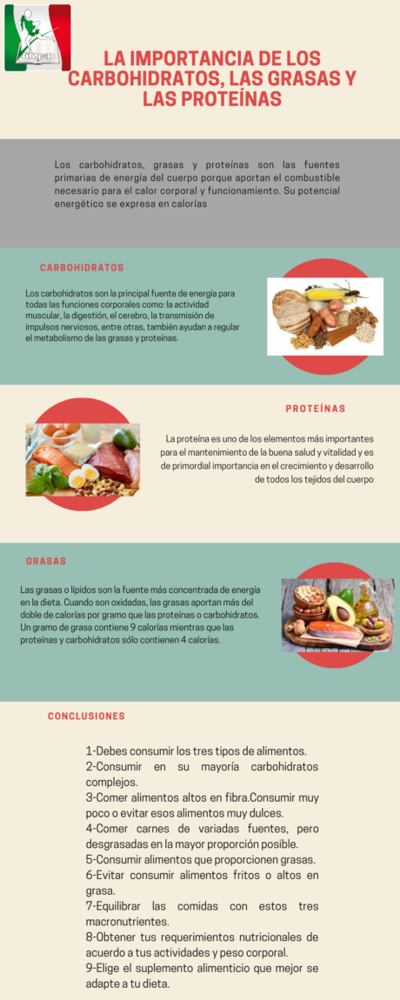 AMED
LA IMPORTANCIA DE LOS
CARBOHIDRATOS, LAS GRASAS Y
LAS PROTEÍNAS
Los carbohidratos, grasas y proteínas son las fuentes
primarias de energía del cuerpo porque aportan el combustible
necesario para el calor corporal y funcionamiento. Su potencial
energético se expresa en calorías
CARBOHIDRATOS
Los carbohidratos son la principal fuente de energía para
todas las funciones corporales como: la actividad
muscular, la digestión, el cerebro, la transmisión de
impulsos nerviosos, entre otras, también ayudan a regular
el metabolismo de las grasas y proteínas.
PROTEÍNAS
La proteína es uno de los elementos más importantes
para el mantenimiento de la buena salud y vitalidad y es
de primordial importancia en el crecimiento y desarrollo
de todos los tejidos del cuerpo
GRASAS
Las grasas o lípidos son la fuente más concentrada de energía
en la dieta. Cuando son oxidadas, las grasas aportan más del
doble de calorías por gramo que las proteínas o carbohidratos.
Un gramo de grasa contiene 9 calorías mientras que las
proteínas y carbohidratos sólo contienen 4 calorías.
CONCLUSIONES
1-Debes consumir los tres tipos de alimentos.
2-Consumir en su mayoría carbohidratos
complejos.
3-Comer alimentos altos en fibra.Consumir muy
poco o evitar esos alimentos muy dulces.
4-Comer carnes de variadas fuentes, pero
desgrasadas en la mayor proporción posible.
5-Consumir alimentos que proporcionen grasas.
6-Evitar consumir alimentos fritos o altos en
grasa.
7-Equilibrar las comidas con estos tres
macronutrientes.
8-Obtener tus requerimientos nutricionales de
acuerdo a tus actividades y peso corporal.
9-Elige el suplemento alimenticio que mejor se
adapte a tu dieta.